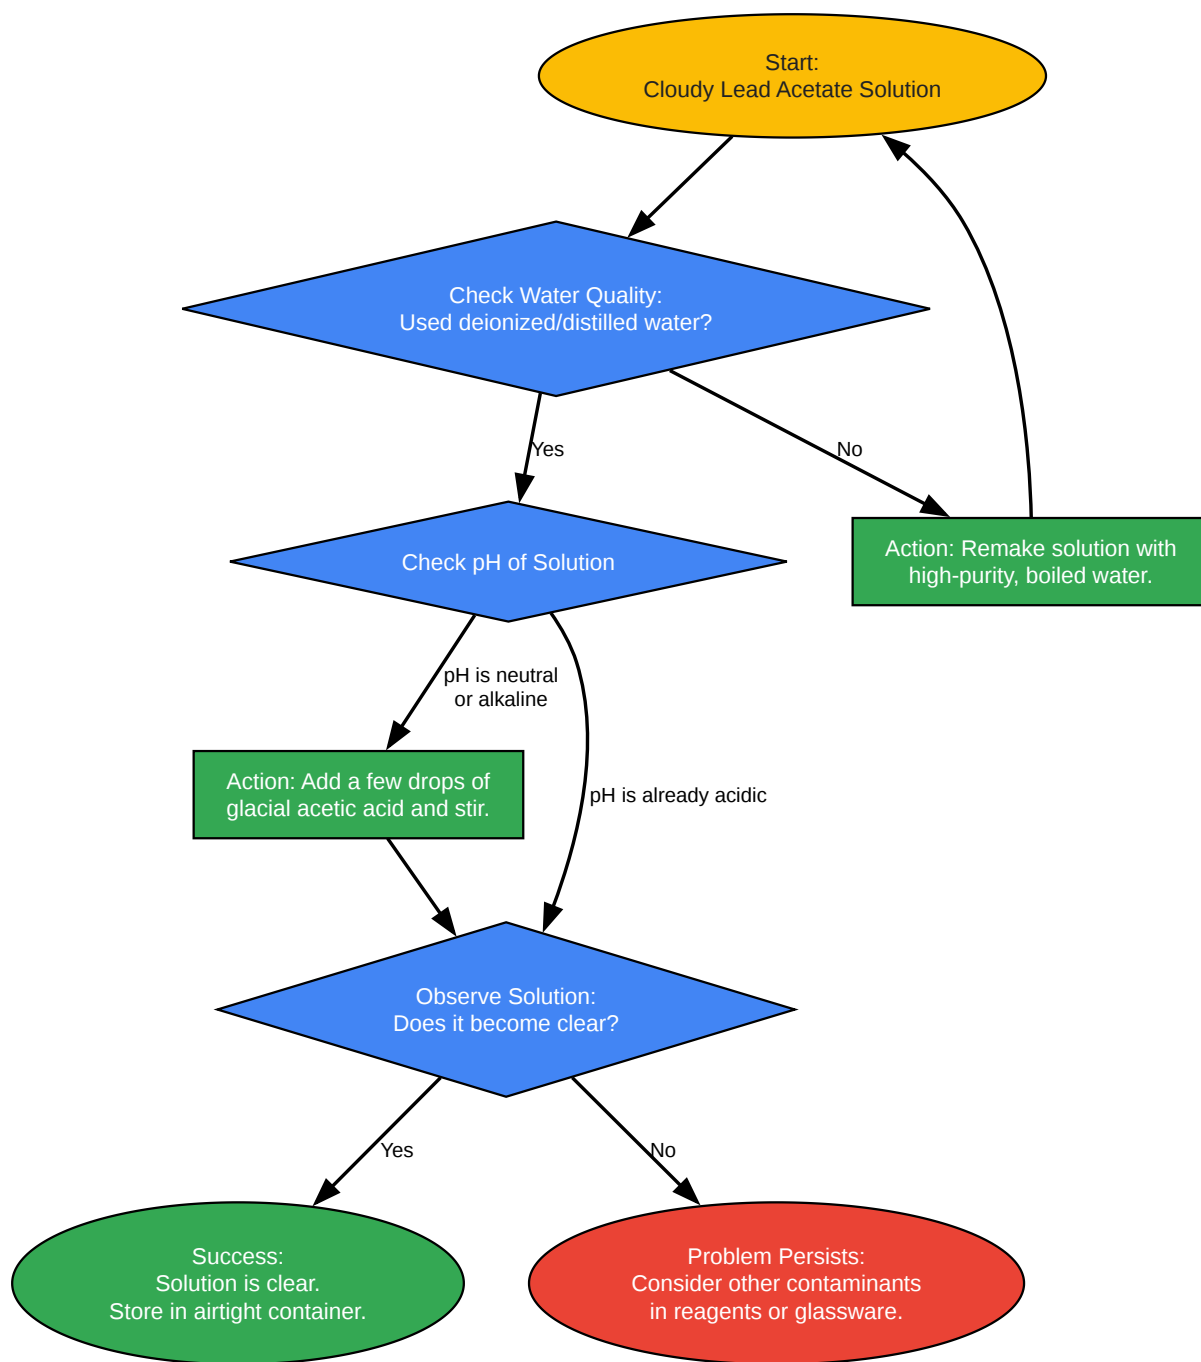 Start:
Cloudy Lead Acetate Solution
Check Water Quality:
Used deionized/distilled water?
Yes
No
Check pH of Solution
Action: Remake solution with
high-purity, boiled water.
pH is neutral
or alkaline
Action: Add a few drops of
glacial acetic acid and stir.
pH is already acidic
Observe Solution:
Does it become clear?
Yes
No
Success:
Solution is clear.
Store in airtight container.
Problem Persists:
Consider other contaminants
in reagents or glassware.